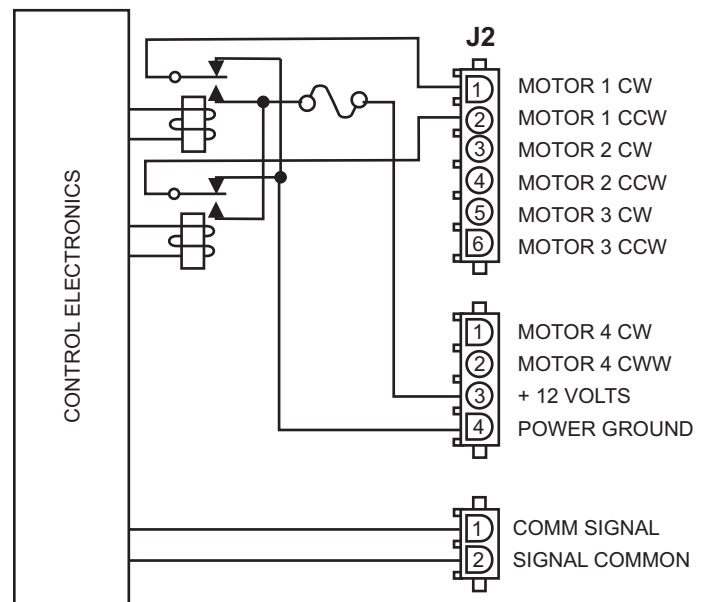 CONTROL ELECTRONICS
J2
1 MOTOR 1 CW
2 MOTOR 1 CCW
3 MOTOR 2 CW
4 MOTOR 2 CCW
5 MOTOR 3 CW
6 MOTOR 3 CCW
1 MOTOR 4 CW
2 MOTOR 4 CWW
3 + 12 VOLTS
4 POWER GROUND
1 COMM SIGNAL
2 SIGNAL COMMON